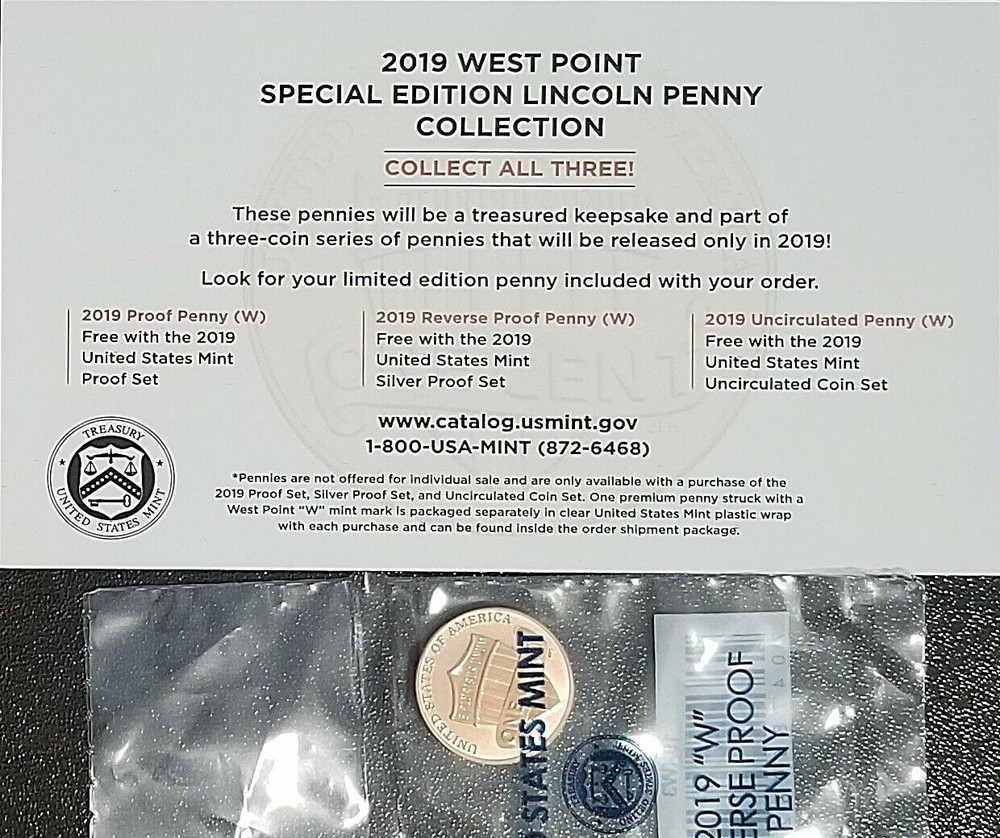 2019 WEST POINT
SPECIAL EDITION LINCOLN PENNY
COLLECTION
COLLECT ALL THREE!
These pennies will be a treasured keepsake and part of
a three-coin series of pennies that will be released only in 2019!
Look for your limited edition penny included with your order.
2019 Proof Penny (W)
Free with the 2019
United States Mint
Proof Set
2019 Reverse Proof Penny (W)
Free with the 2019
United States Mint
Silver Proof Set
2019 Uncirculated Penny (W)
Free with the 2019
United States Mint
Uncirculated Coin Set
www.catalog.usmint.gov
1-800-USA-MINT (872-6468)
TREASURY
UNITED STATES MINT
*Pennies are not offered for individual sale and are only available with a purchase of the
2019 Proof Set, Silver Proof Set, and Uncirculated Coin Set. One premium penny struck with a
West Point "W" mint mark is packaged separately in clear United States Mint plastic wrap
with each purchase and can be found inside the order shipment package.
UNITED STATES OF AMERICA
ONE
STATES MINT
2019 "W"
ERSE PROOF
PENNY